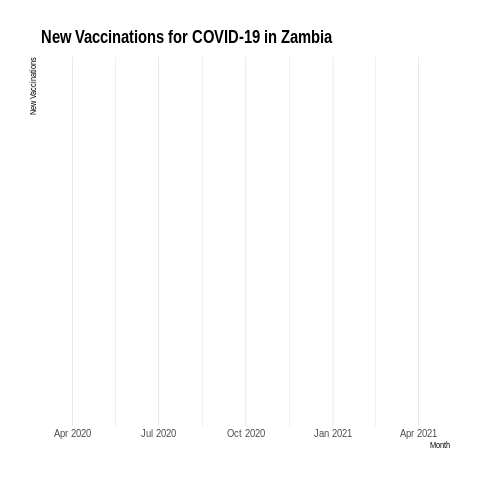 New Vaccinations for COVID-19 in Zambia
New Vaccinations
Apr 2020
Jul 2020
Oct 2020
Jan 2021
Apr 2021
Month